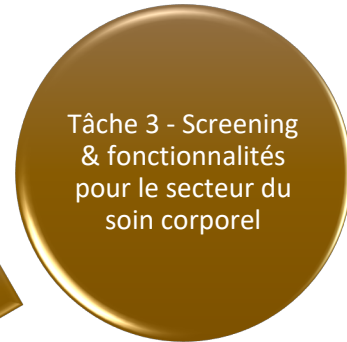 Tâche 3 - Screening
& fonctionnalités
pour le secteur du
soin corporel